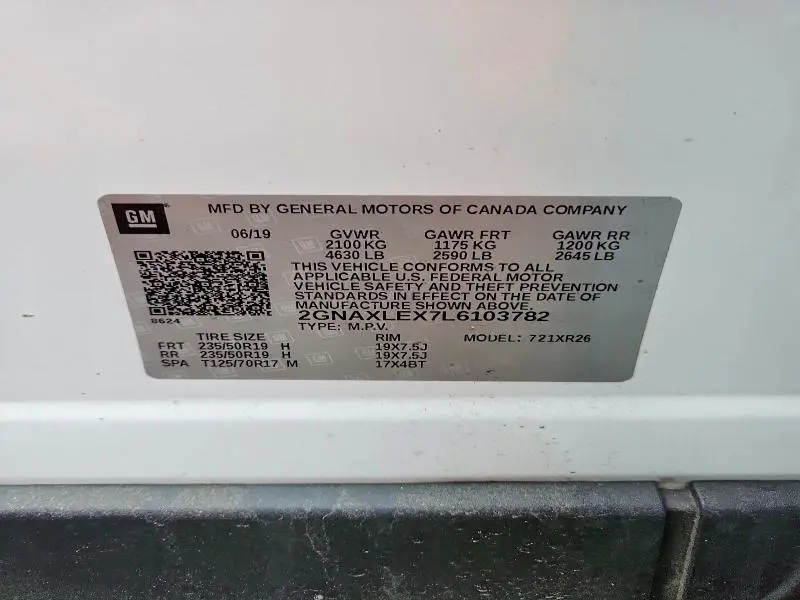 GM MFD BY GENERAL MOTORS OF CANADA COMPANY
06/19 GVWR GAWR FRT GAWR RR
2100 KG 1175 KG 1200 KG
4630 LB 2590 LB 2645 LB
THIS VEHICLE CONFORMS TO ALL
APPLICABLE U.S. FEDERAL MOTOR
VEHICLE SAFETY AND THEFT PREVENTION
STANDARDS IN EFFECT ON THE DATE OF
MANUFACTURE SHOWN ABOVE.
2GNAXLEX7L6103782
8624 TYPE: M.P.V.
TIRE SIZE RIM MODEL: 721XR26
FRT 235/50R19 H 19X7.5J
RR 235/50R19 H 19X7.5J
SPA T125/70R17 M 17X4BT